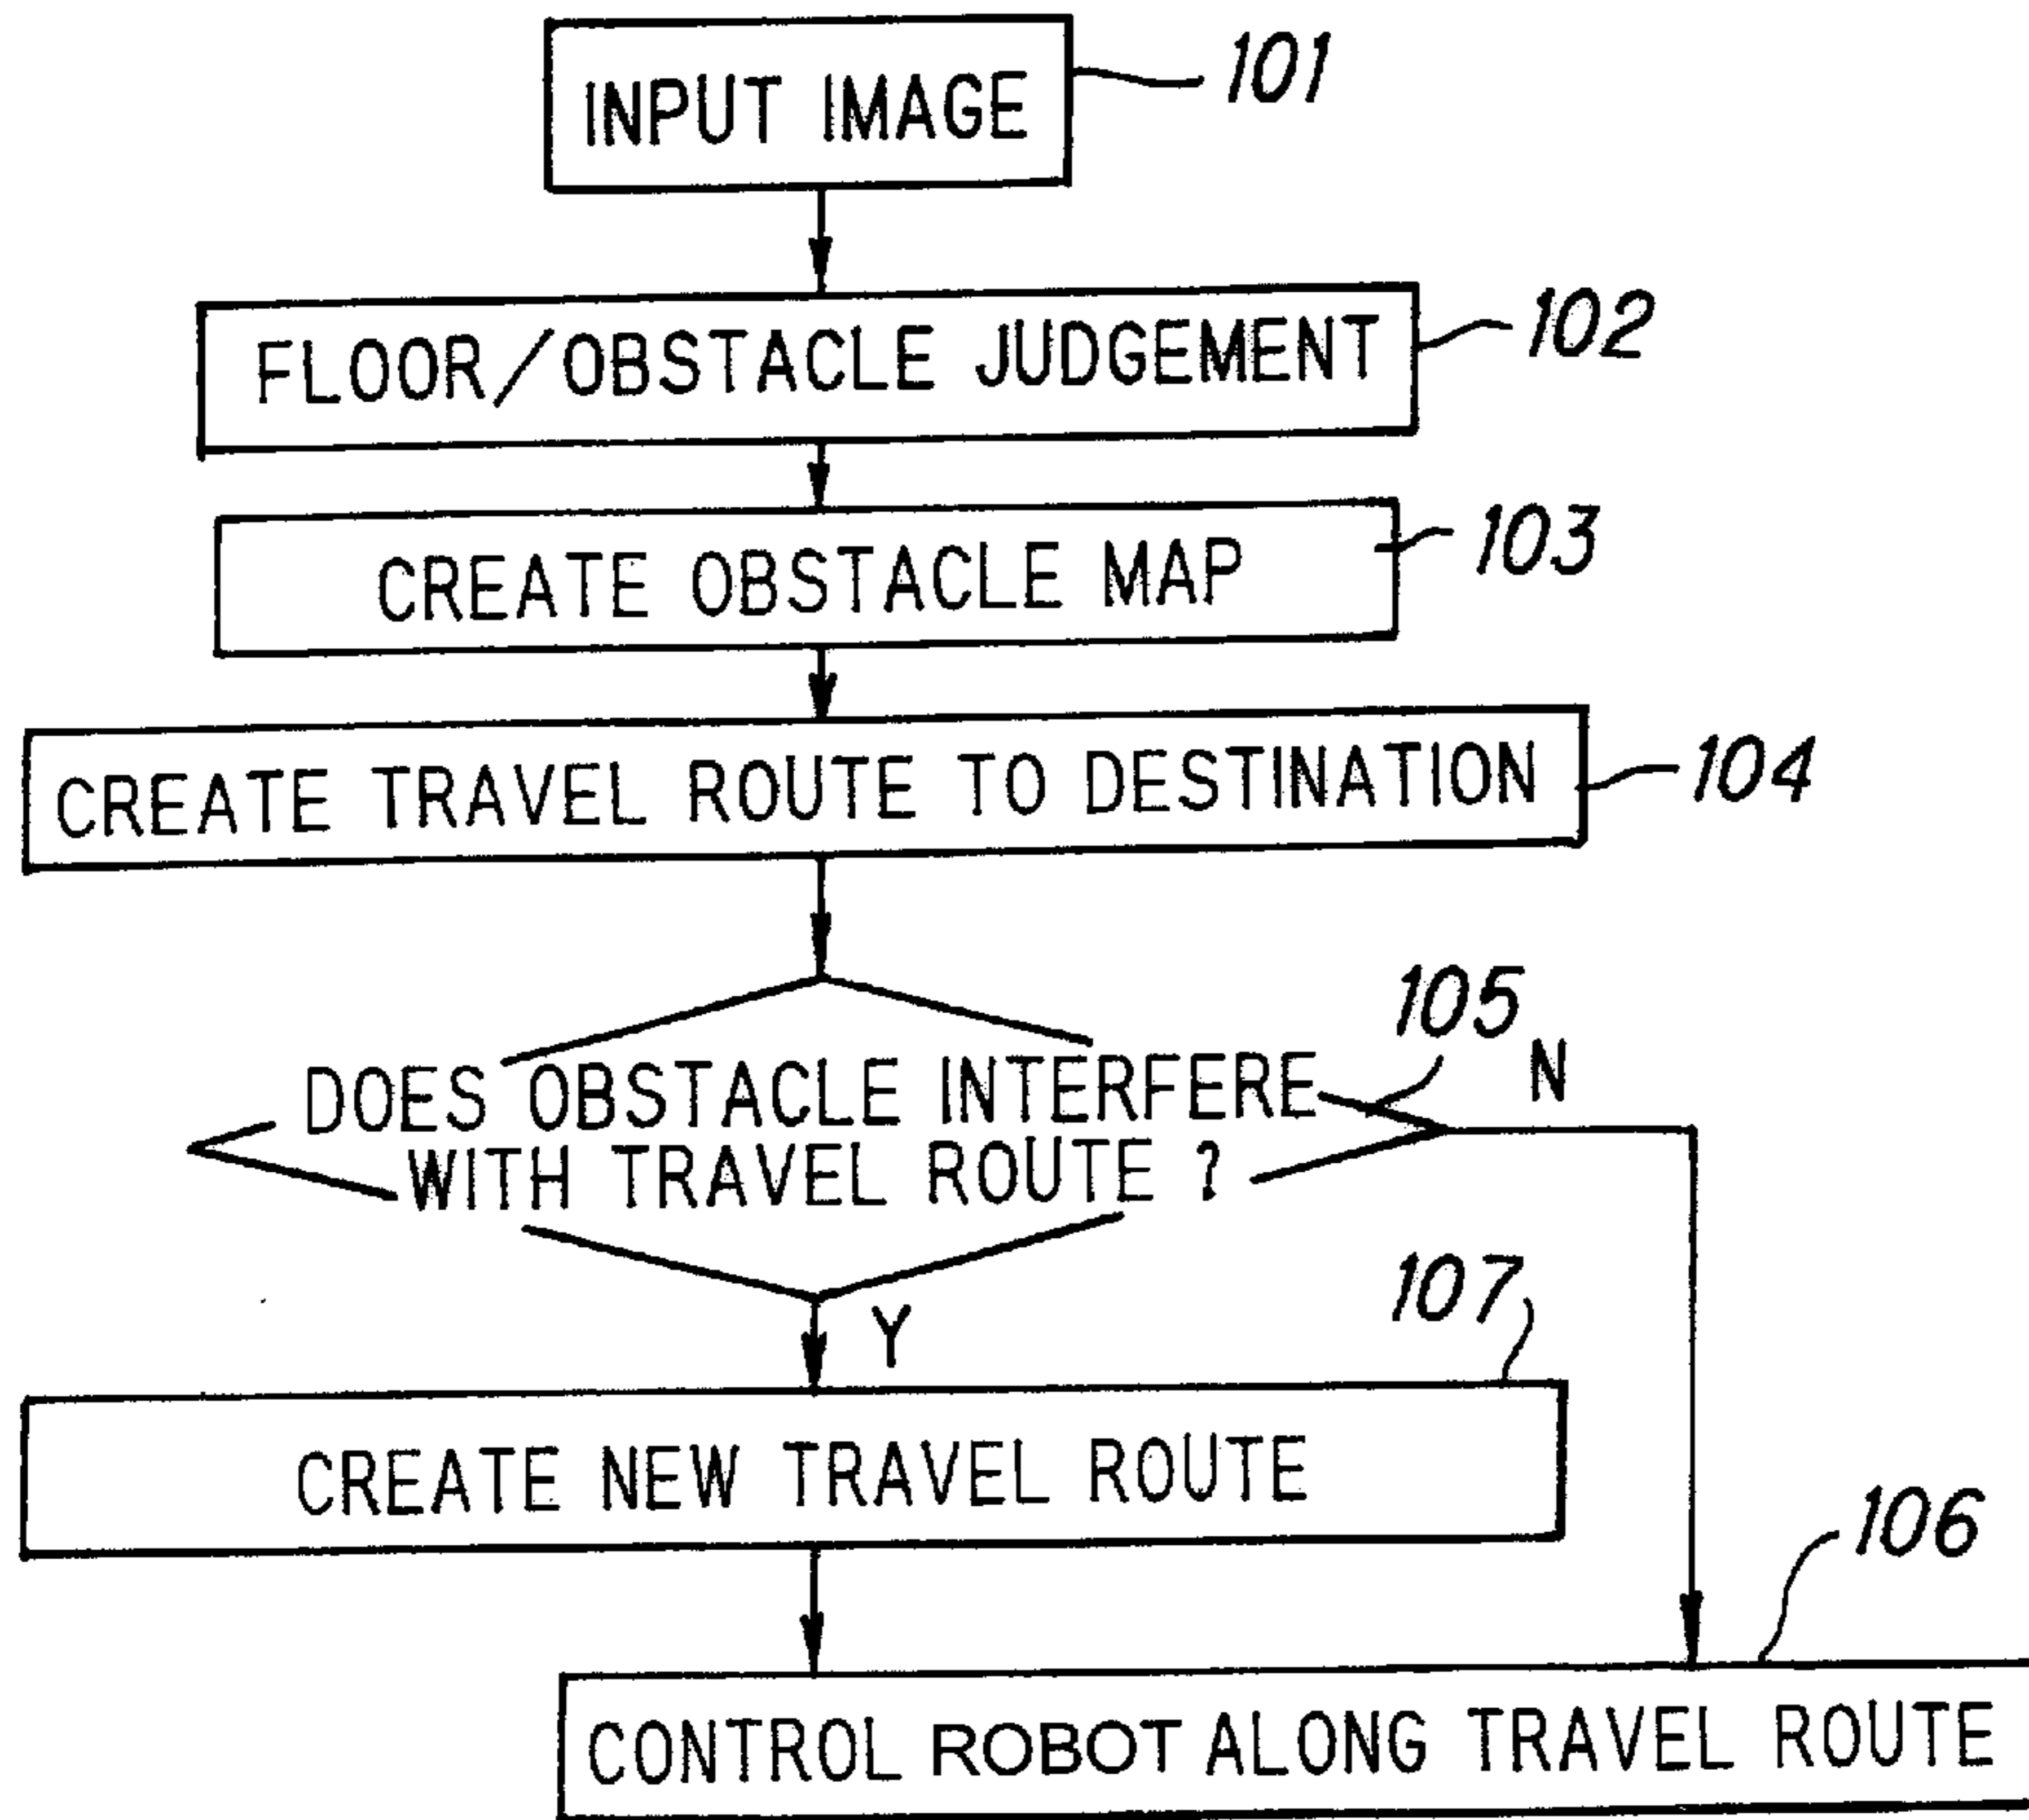 INPUT IMAGE
101
FLOOR/OBSTACLE JUDGEMENT
102
CREATE OBSTACLE MAP
103
CREATE TRAVEL ROUTE TO DESTINATION
104
105
N
DOES OBSTACLE INTERFERE
WITH TRAVEL ROUTE ?
Y
107
CREATE NEW TRAVEL ROUTE
106
CONTROL ROBOT ALONG TRAVEL ROUTE